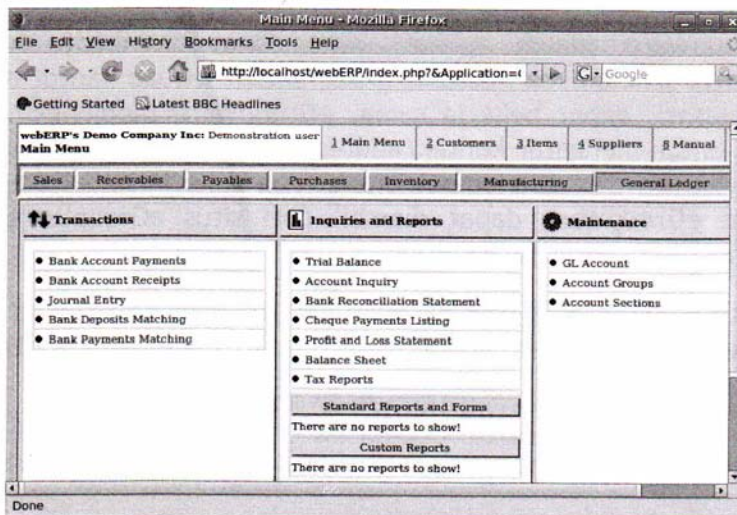 Main Menu - Mozilla Firefox
File Edit View History Bookmarks Tools Help
http://localhost/webERP/index.php?&Application=( G Google
Getting Started Latest BBC Headlines
webERP's Demo Company Inc: Demonstration user
Main Menu
1 Main Menu 2 Customers 3 Items 4 Suppliers 5 Manual
Sales Receivables Payables Purchases Inventory Manufacturing General Ledger
Transactions
Bank Account Payments
Bank Account Receipts
Journal Entry
Bank Deposits Matching
Bank Payments Matching
Inquiries and Reports
Trial Balance
Account Inquiry
Bank Reconciliation Statement
Cheque Payments Listing
Profit and Loss Statement
Balance Sheet
Tax Reports
Standard Reports and Forms
There are no reports to show!
Custom Reports
There are no reports to show!
Maintenance
GL Account
Account Groups
Account Sections
Done